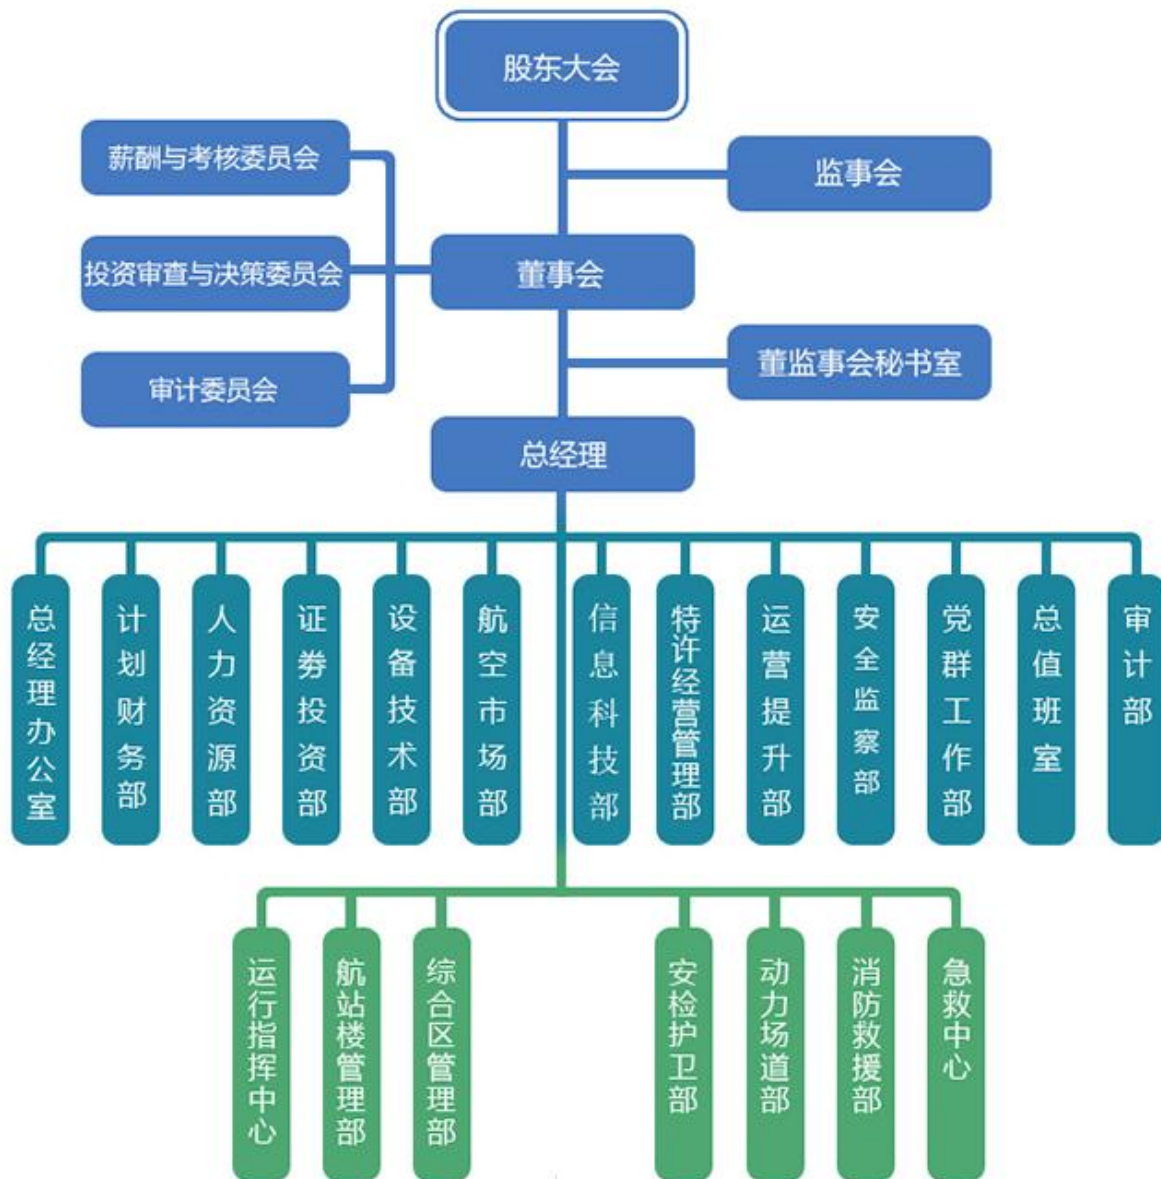 股东大会
薪酬与考核委员会
监事会
投资审查与决策委员会
董事会
审计委员会
董监事会秘书室
总经理
总经理办公室
计划财务部
人力资源部
证劵投资部
设备技术部
航空市场部
信息科技部
特许经营管理部
运营提升部
安全监察部
党群工作部
总值班室
审计部
运行指挥中心
航站楼管理部
综合区管理部
安检护卫部
动力场道部
消防救援部
急救中心